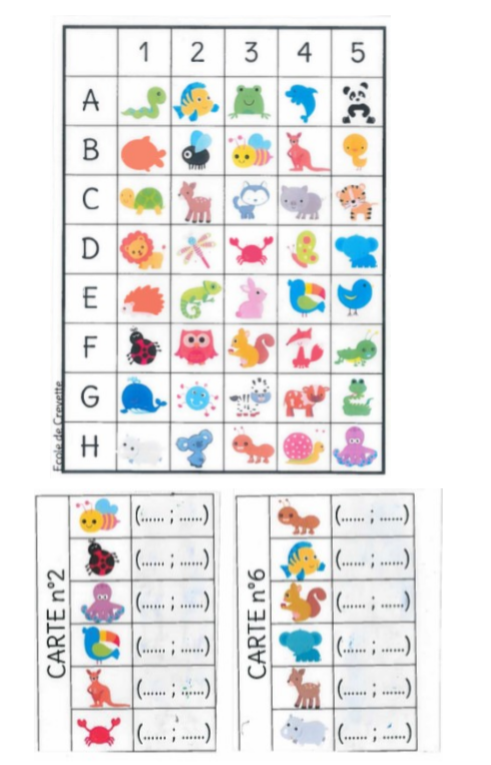 1 2 3 4 5
A
B
C
D
E
F
G
H
Ecole de Crevette
CARTE n°2
(...... ; ......)
(...... ; ......)
(...... ; ......)
(...... ; ......)
(...... ; ......)
(...... ; ......)
CARTE n°6
(...... ; ......)
(...... ; ......)
(...... ; ......)
(...... ; ......)
(...... ; ......)
(...... ; ......)